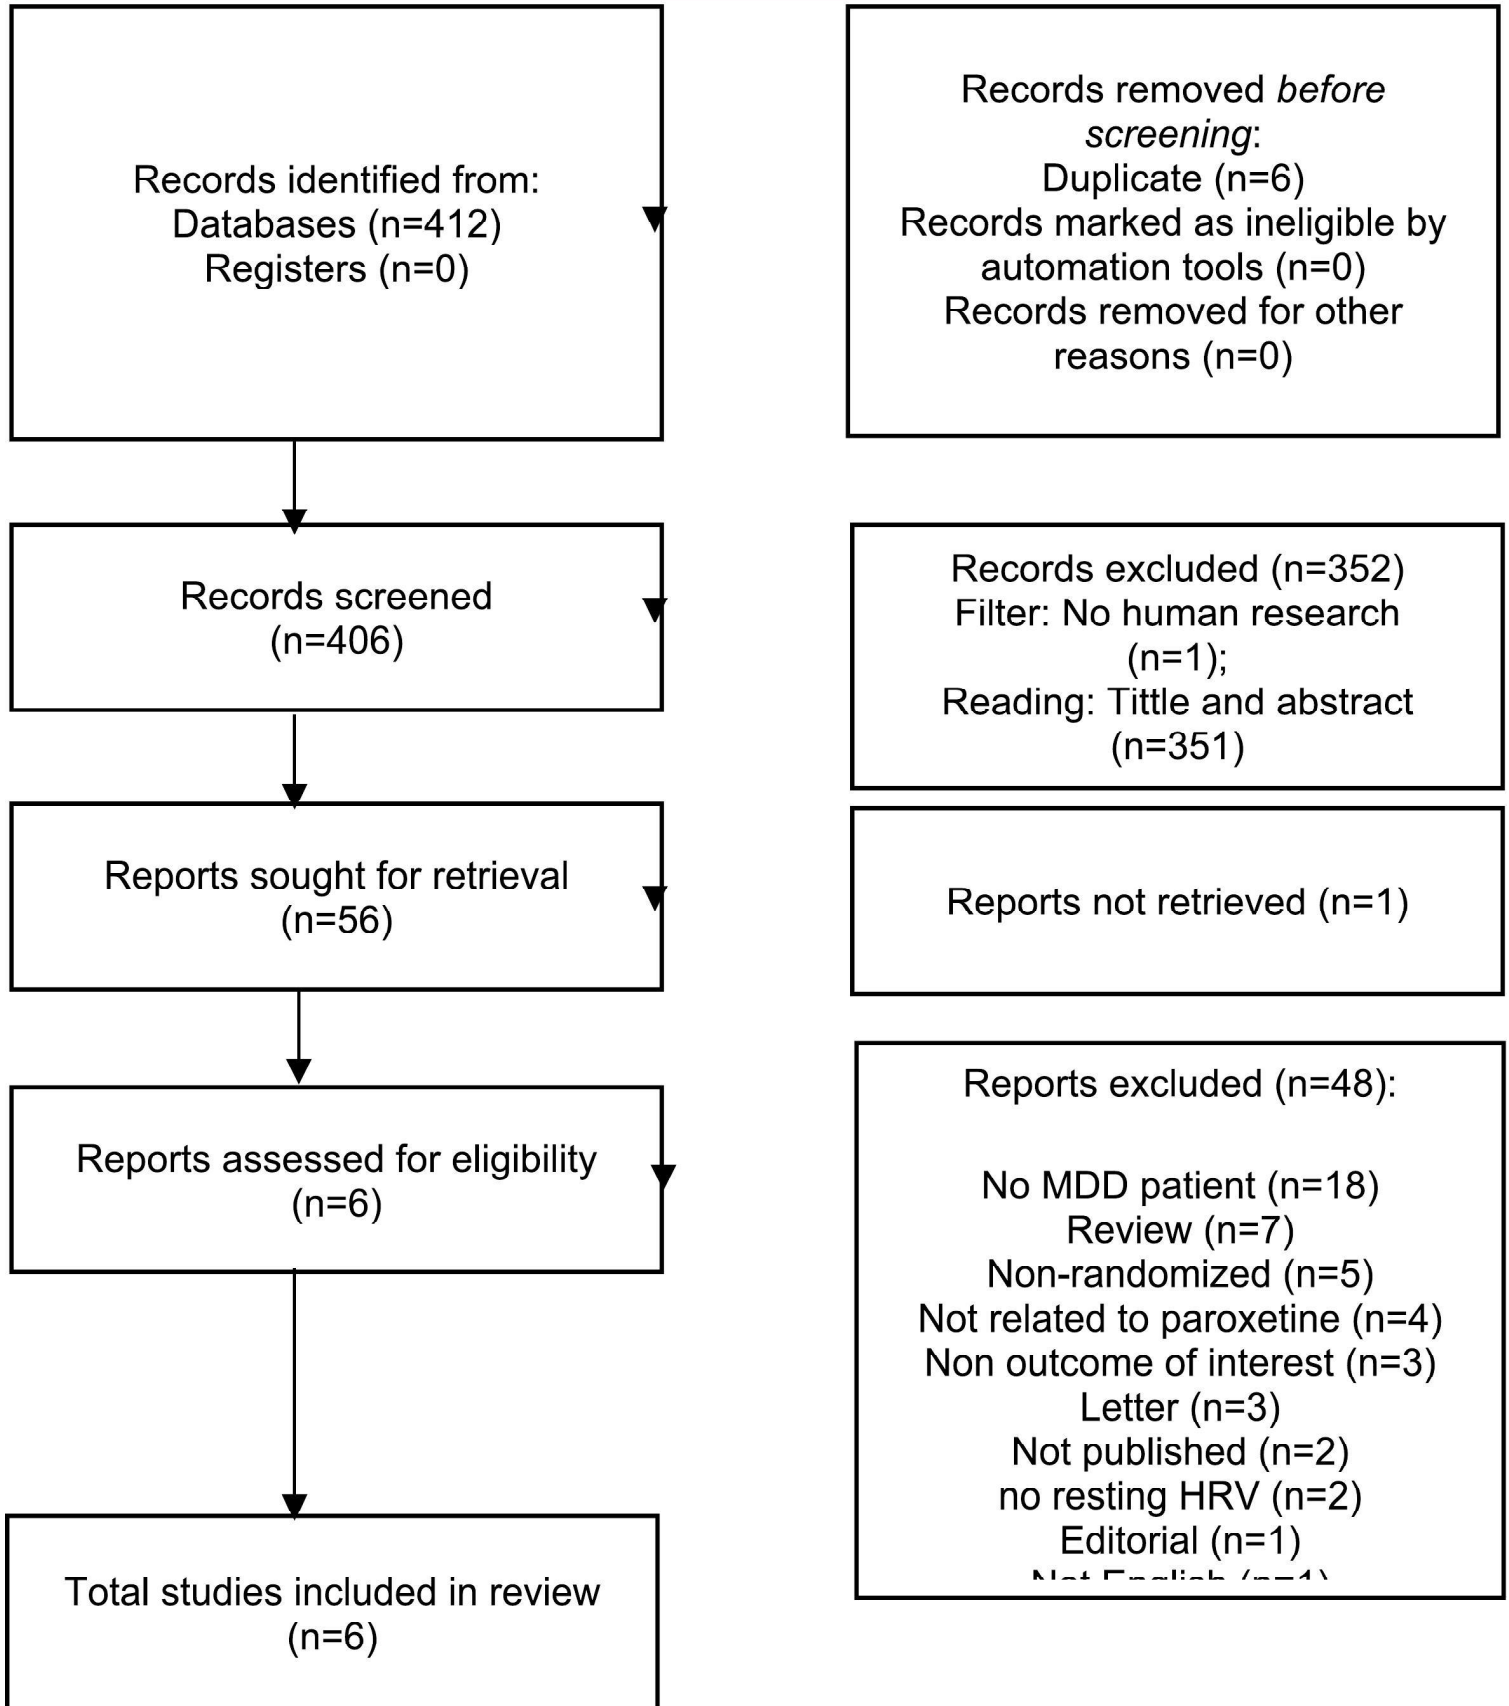 Records identified from:
Databases (n=412)
Registers (n=0)
Records removed before
screening:
Duplicate (n=6)
Records marked as ineligible by
automation tools (n=0)
Records removed for other
reasons (n=0)
Records screened
(n=406)
Records excluded (n=352)
Filter: No human research
(n=1);
Reading: Tittle and abstract
(n=351)
Reports sought for retrieval
(n=56)
Reports not retrieved (n=1)
Reports assessed for eligibility
(n=6)
Reports excluded (n=48):
No MDD patient (n=18)
Review (n=7)
Non-randomized (n=5)
Not related to paroxetine (n=4)
Non outcome of interest (n=3)
Letter (n=3)
Not published (n=2)
no resting HRV (n=2)
Editorial (n=1)
Not English (n=1)
Total studies included in review
(n=6)